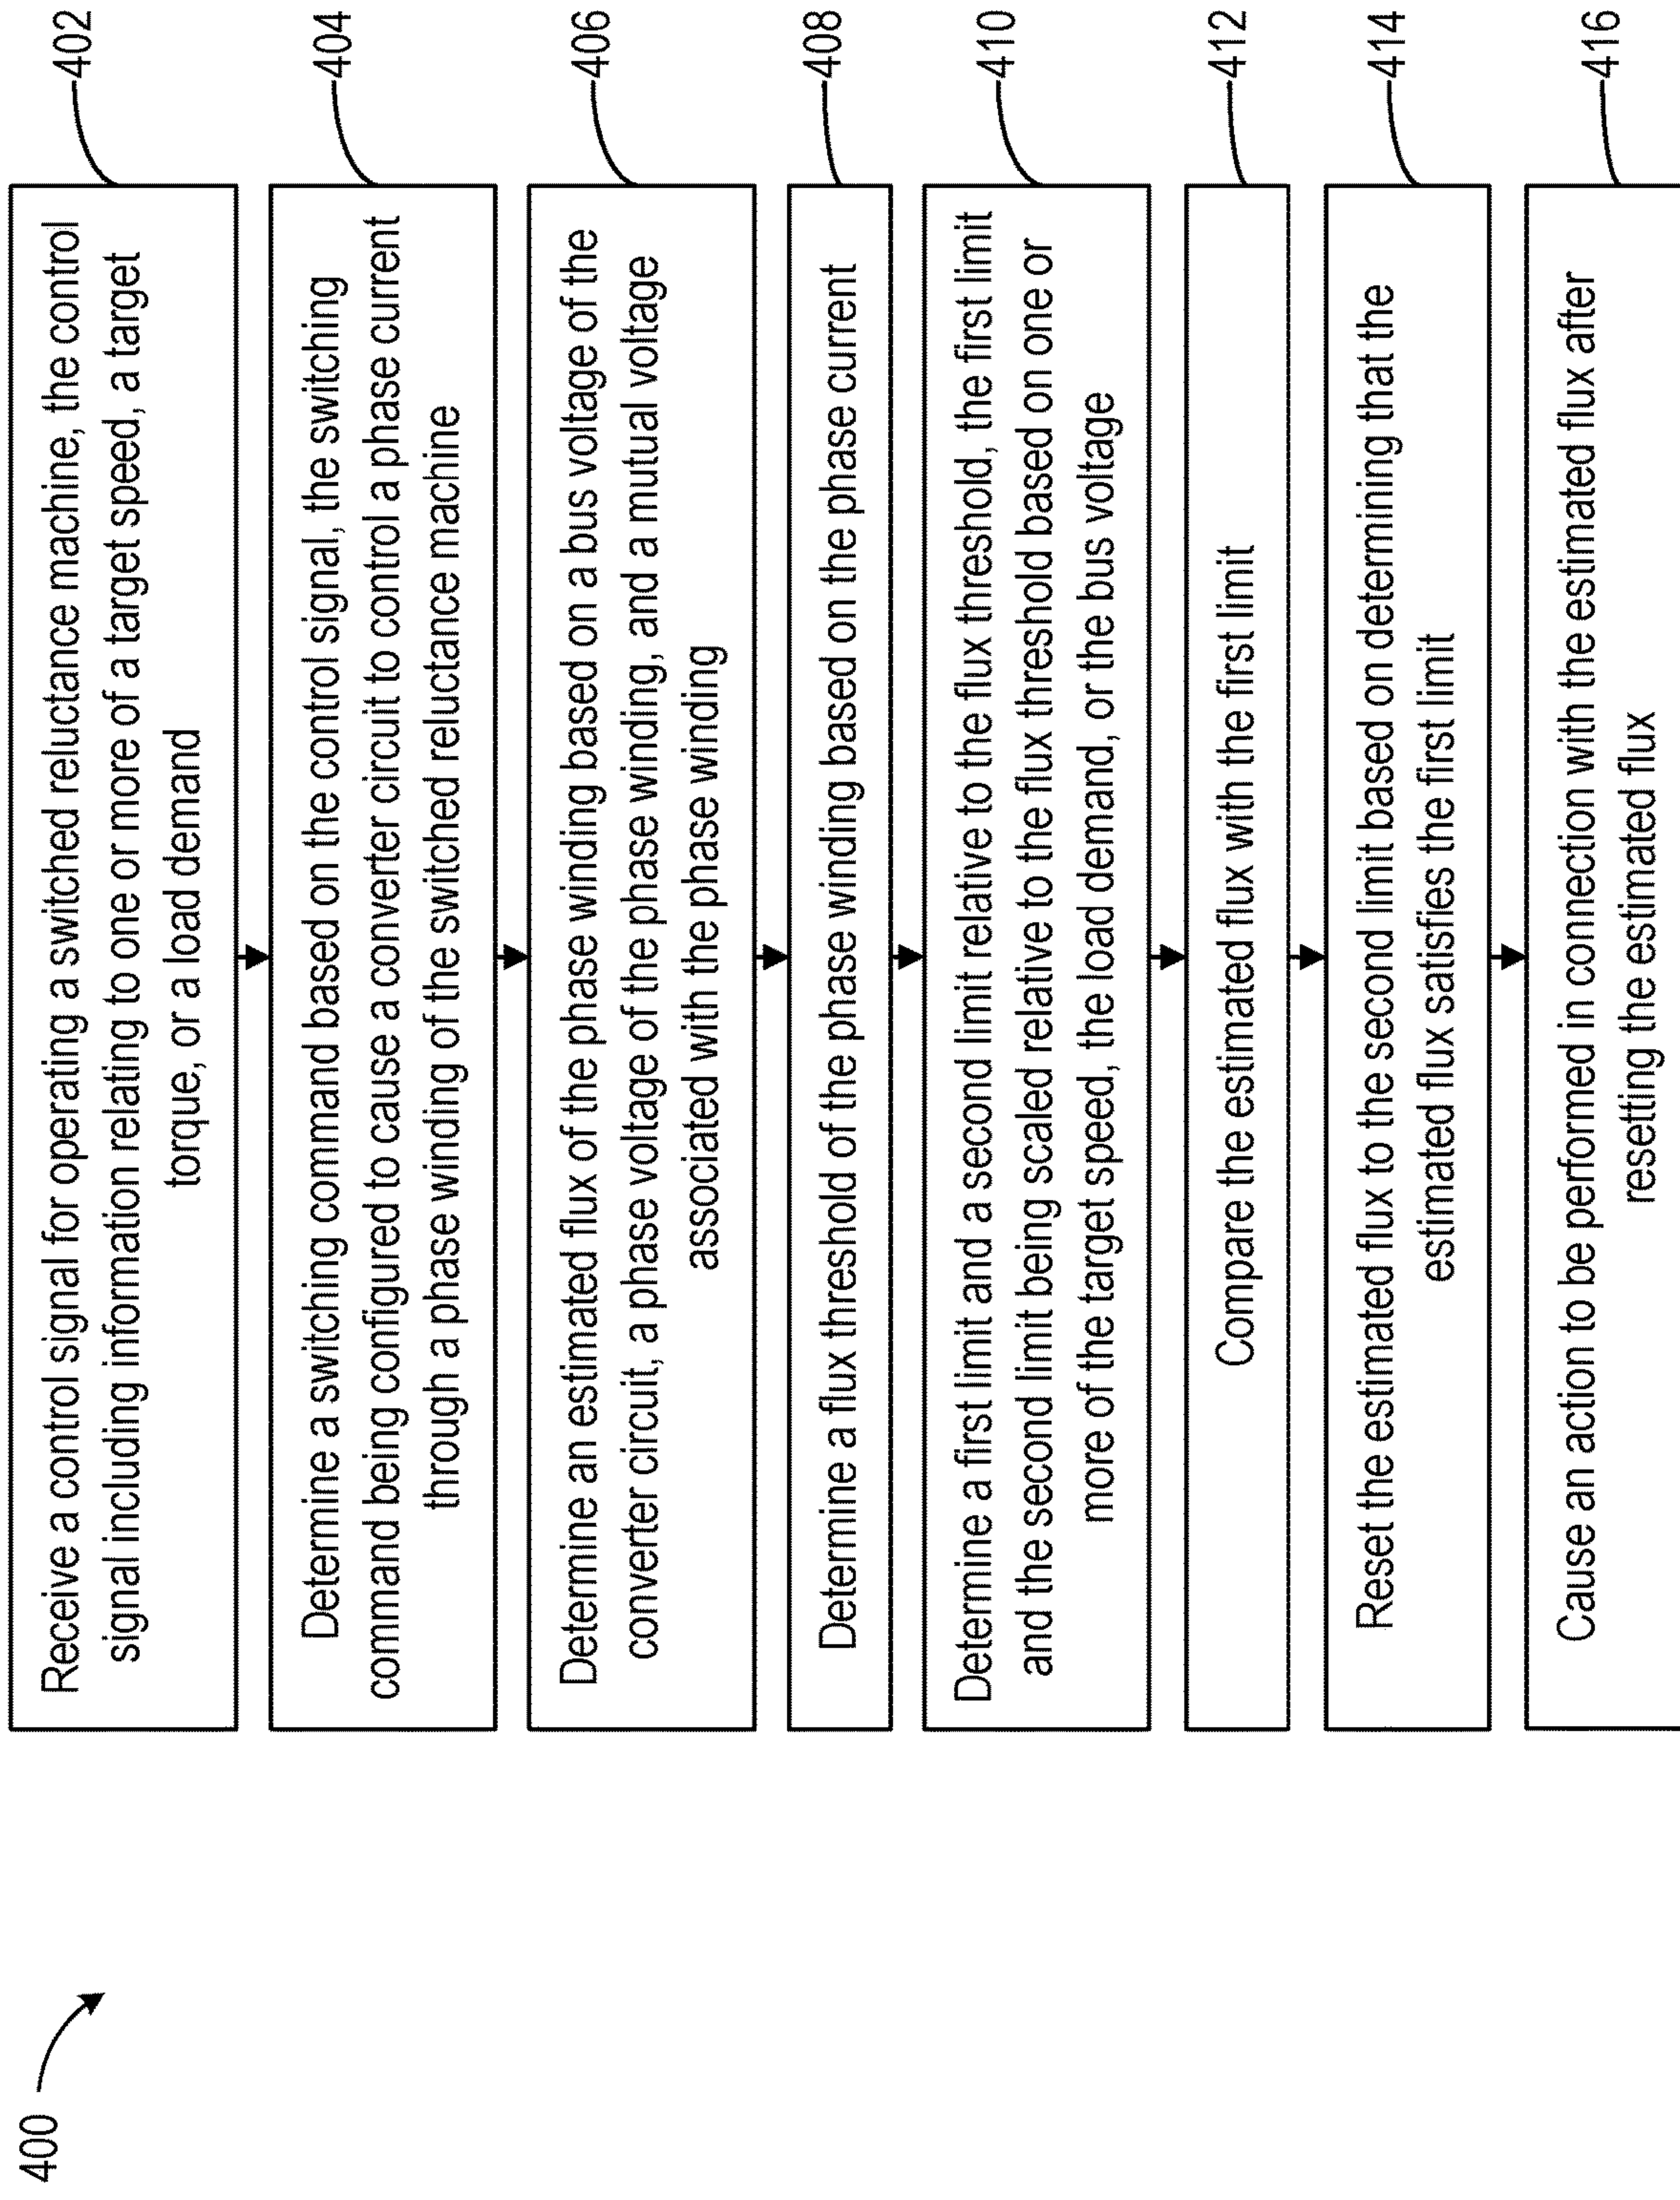 400
Receive a control signal for operating a switched reluctance machine, the control
signal including information relating to one or more of a target speed, a target
torque, or a load demand
402
Determine a switching command based on the control signal, the switching
command being configured to cause a converter circuit to control a phase current
through a phase winding of the switched reluctance machine
404
Determine an estimated flux of the phase winding based on a bus voltage of the
converter circuit, a phase voltage of the phase winding, and a mutual voltage
associated with the phase winding
406
Determine a flux threshold of the phase winding based on the phase current
408
Determine a first limit and a second limit relative to the flux threshold, the first limit
and the second limit being scaled relative to the flux threshold based on one or
more of the target speed, the load demand, or the bus voltage
410
Compare the estimated flux with the first limit
412
Reset the estimated flux to the second limit based on determining that the
estimated flux satisfies the first limit
414
Cause an action to be performed in connection with the estimated flux after
resetting the estimated flux
416